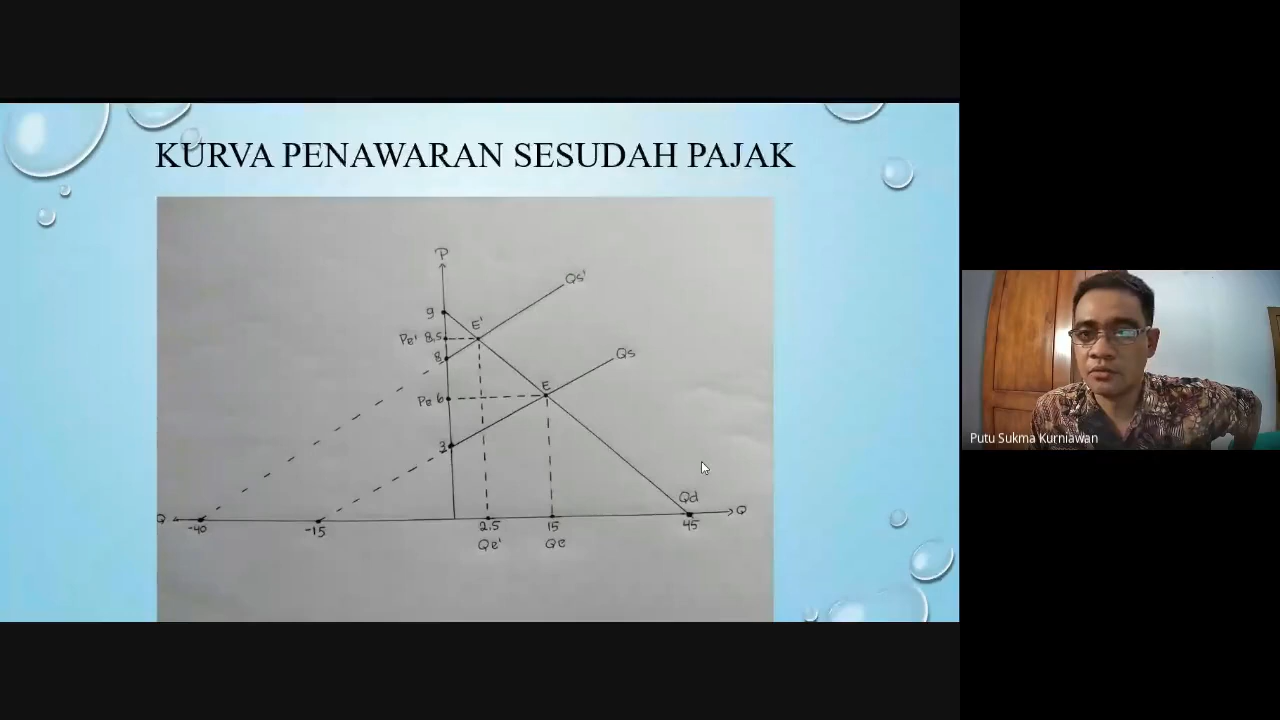 KURVA PENAWARAN SESUDAH PAJAK
P
Qs'
9
E'
Pe' 8,5
8
Qs
E
Pe 6
3
Qd
Q
-40
-15
2.5
15
45
Q
Qe'
Qe
Putu Sukma Kurniawan